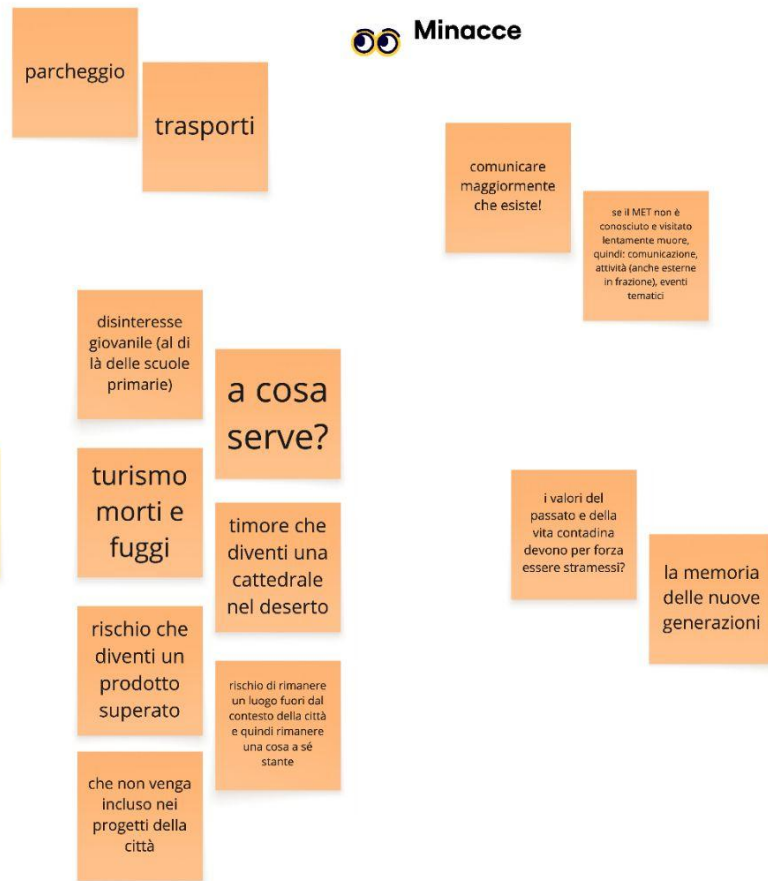 Minacce
parcheggio
trasporti
comunicare
maggiormente
che esiste!
se il MET non è
conosciuto e visitato
lentamente muore,
quindi: comunicazione,
attività (anche esterne
in frazione), eventi
tematici
disinteresse
giovanile (al di
là delle scuole
primarie)
a cosa
serve?
turismo
morti e
fuggi
timore che
diventi una
cattedrale
nel deserto
rischio che
diventi un
prodotto
superato
rischio di rimanere
un luogo fuori dal
contesto della città
e quindi rimanere
una cosa a sé
stante
che non venga
incluso nei
progetti della
città
i valori del
passato e della
vita contadina
devono per forza
essere stramessi?
la memoria
delle nuove
generazioni